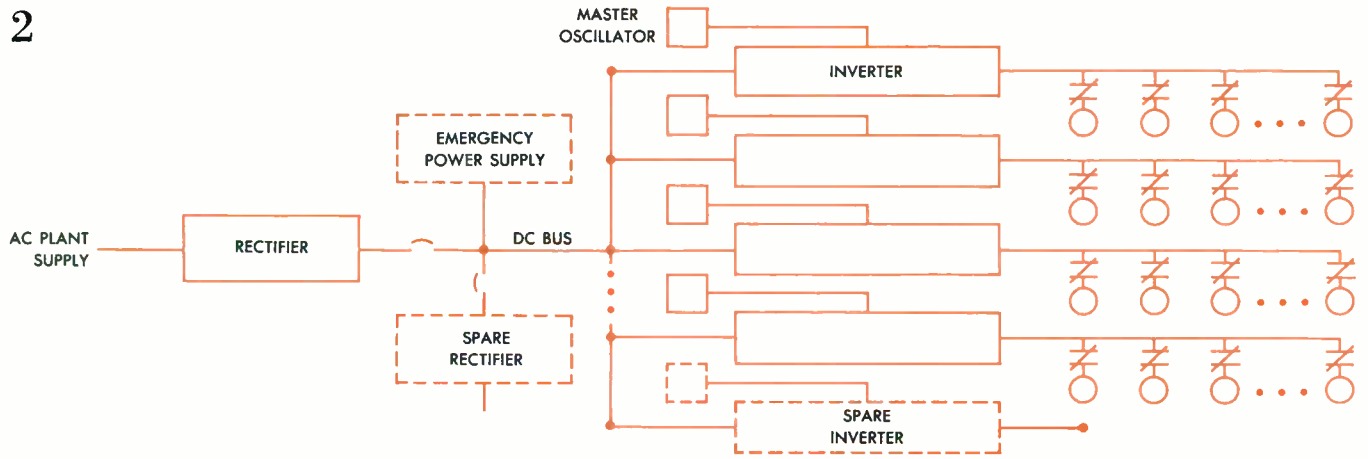 2
MASTER
OSCILLATOR
INVERTER
EMERGENCY
POWER SUPPLY
AC PLANT
SUPPLY
RECTIFIER
DC BUS
SPARE
RECTIFIER
SPARE
INVERTER